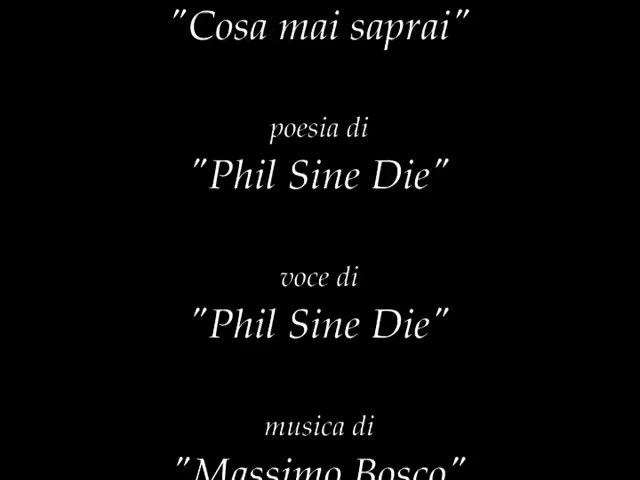 "Cosa mai saprai"
poesia di
"Phil Sine Die"
voce di
"Phil Sine Die"
musica di
"Massimo Bosco"